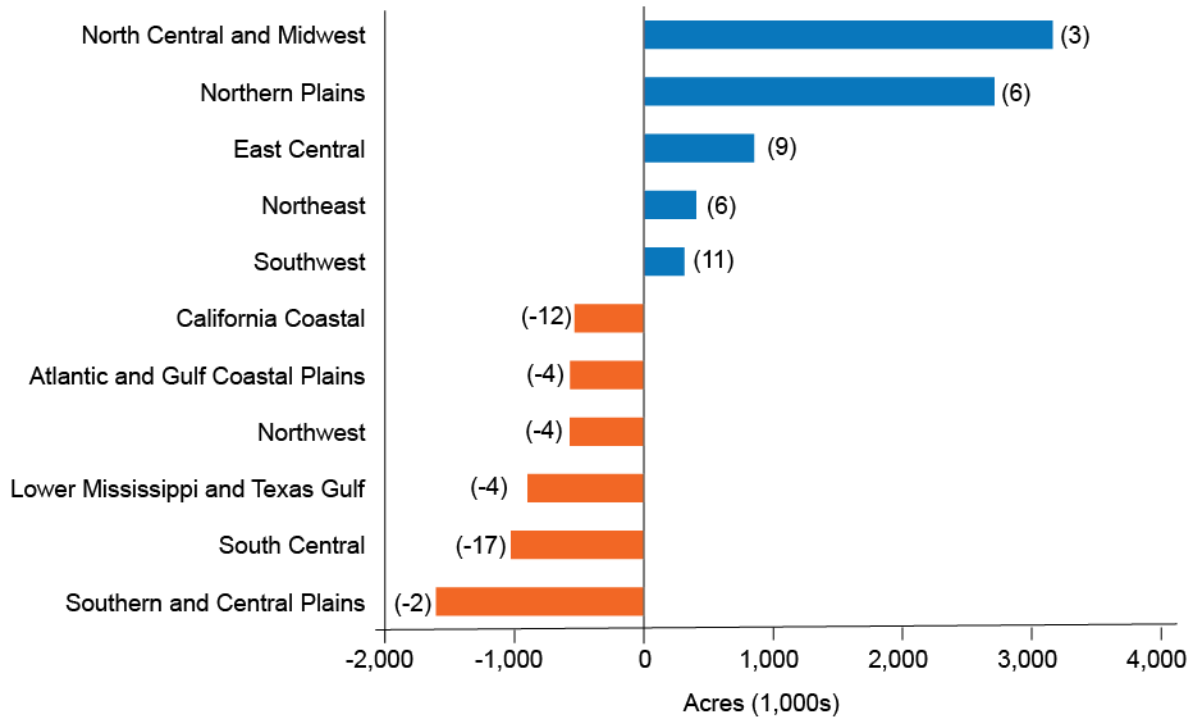 North Central and Midwest (3)
Northern Plains (6)
East Central (9)
Northeast (6)
Southwest (11)
California Coastal (-12)
Atlantic and Gulf Coastal Plains (-4)
Northwest (-4)
Lower Mississippi and Texas Gulf (-4)
South Central (-17)
Southern and Central Plains (-2)
-2,000 -1,000 0 1,000 2,000 3,000 4,000
Acres (1,000s)